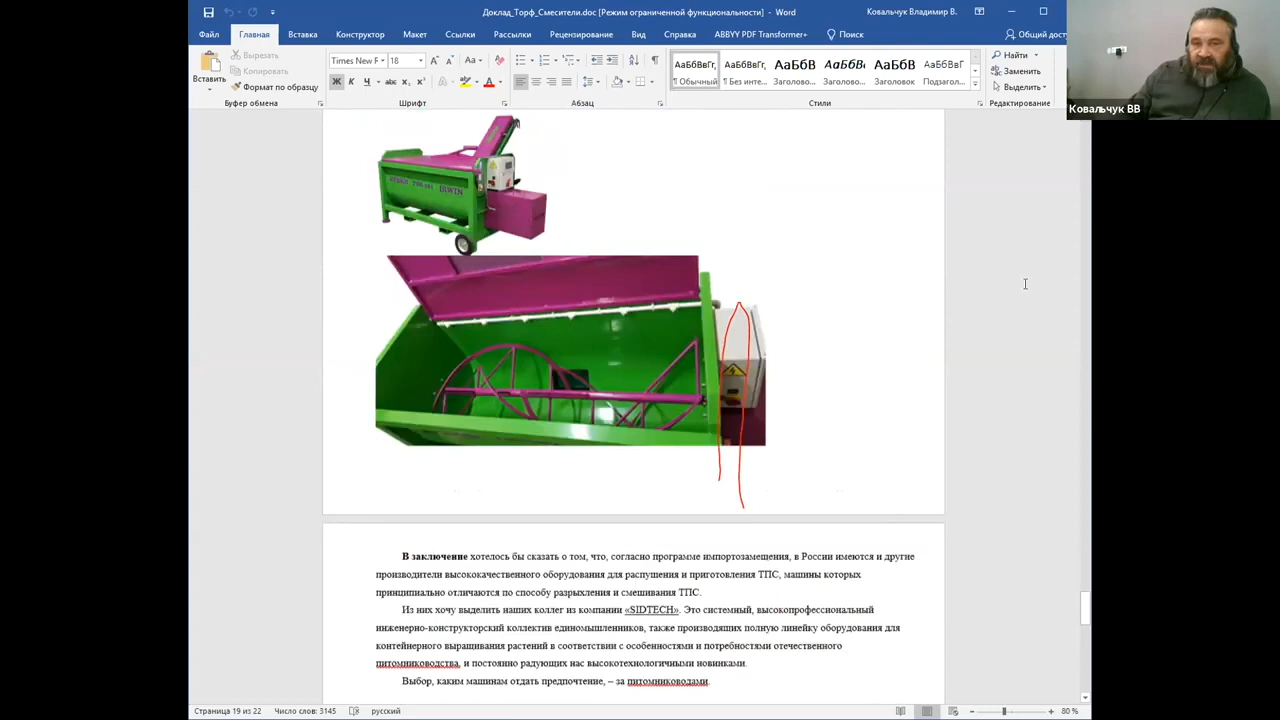 Доклад_Торф_Смесители.doc [Режим ограниченной функциональности] - Word
Ковальчук Владимир В.
Файл Главная Вставка Конструктор Макет Ссылки Рассылки Рецензирование Вид Справка ABBYY PDF Transformer+ Поиск Общий дост
Вставить
Вырезать
Копировать
Формат по образцу
Буфер обмена
Times New F 18
Шрифт
Абзац
АаБбВвГг, АаБбВвГг, АаБбВ АаБбВ АаБбВ АаБбВвГ
¶ Обычный ¶ Без инте... Заголово... Заголово... Заголовок Подзагол...
Стили
Найти
Заменить
Выделить
Редактирование
Ковальчук ВВ
В заключение хотелось бы сказать о том, что, согласно программе импортозамещения, в России имеются и другие
производители высококачественного оборудования для распушения и приготовления ТПС, машины которых
принципиально отличаются по способу разрыхления и смешивания ТПС.
Из них хочу выделить наших коллег из компании «SIDTECH». Это системный, высокопрофессиональный
инженерно-конструкторский коллектив единомышленников, также производящих полную линейку оборудования для
контейнерного выращивания растений в соответствии с особенностями и потребностями отечественного
питомниководства, и постоянно радующих нас высокотехнологичными новинками.
Выбор, каким машинам отдать предпочтение, – за питомниководами.
Страница 19 из 22 Число слов: 3145 русский 80 %